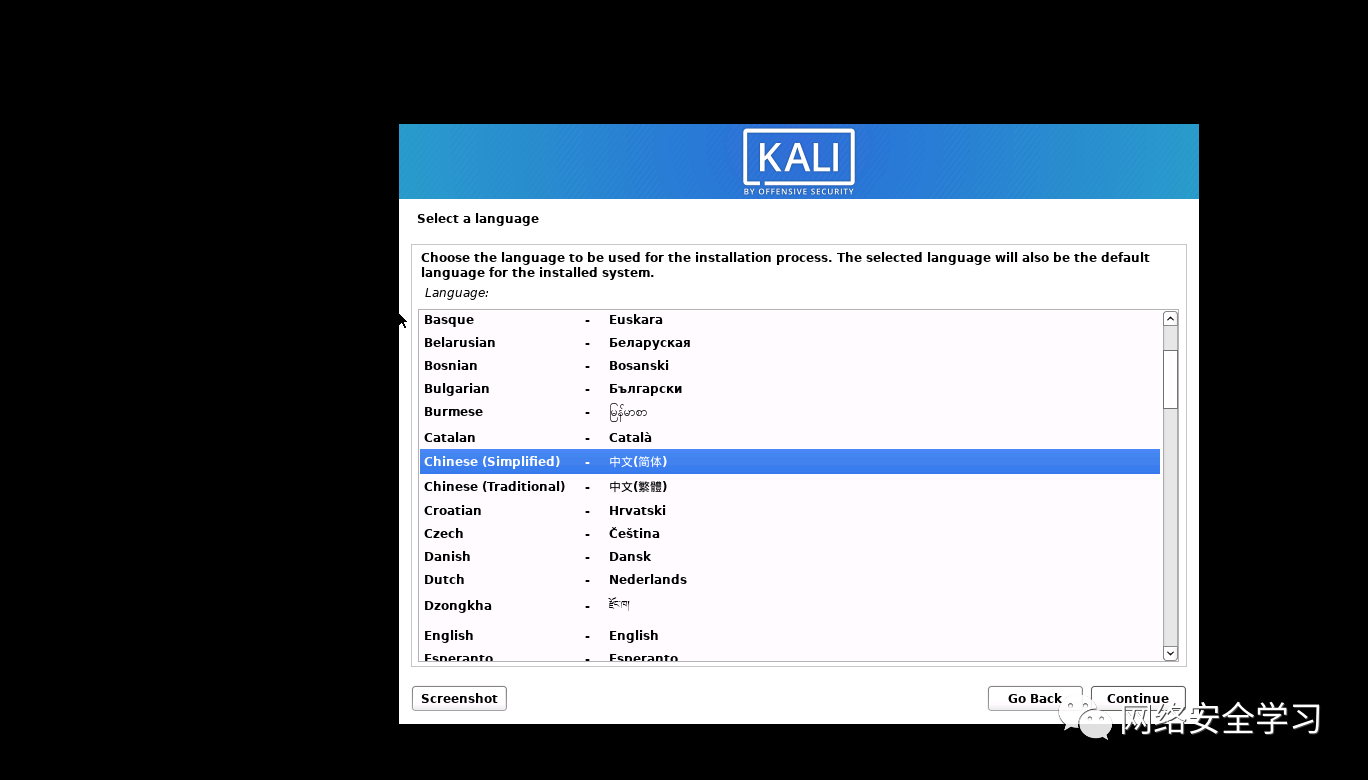 KALI
BY OFFENSIVE SECURITY
Select a language
Choose the language to be used for the installation process. The selected language will also be the default
language for the installed system.
Language:
Basque - Euskara
Belarusian - Беларуская
Bosnian - Bosanski
Bulgarian - Български
Burmese - မြန်မာစာ
Catalan - Català
Chinese (Simplified) - 中文(简体)
Chinese (Traditional) - 中文(繁體)
Croatian - Hrvatski
Czech - Čeština
Danish - Dansk
Dutch - Nederlands
Dzongkha - རྫོང་ཁ།
English - English
Esperanto - Esperanto
Screenshot Go Back Continue
网络安全学习